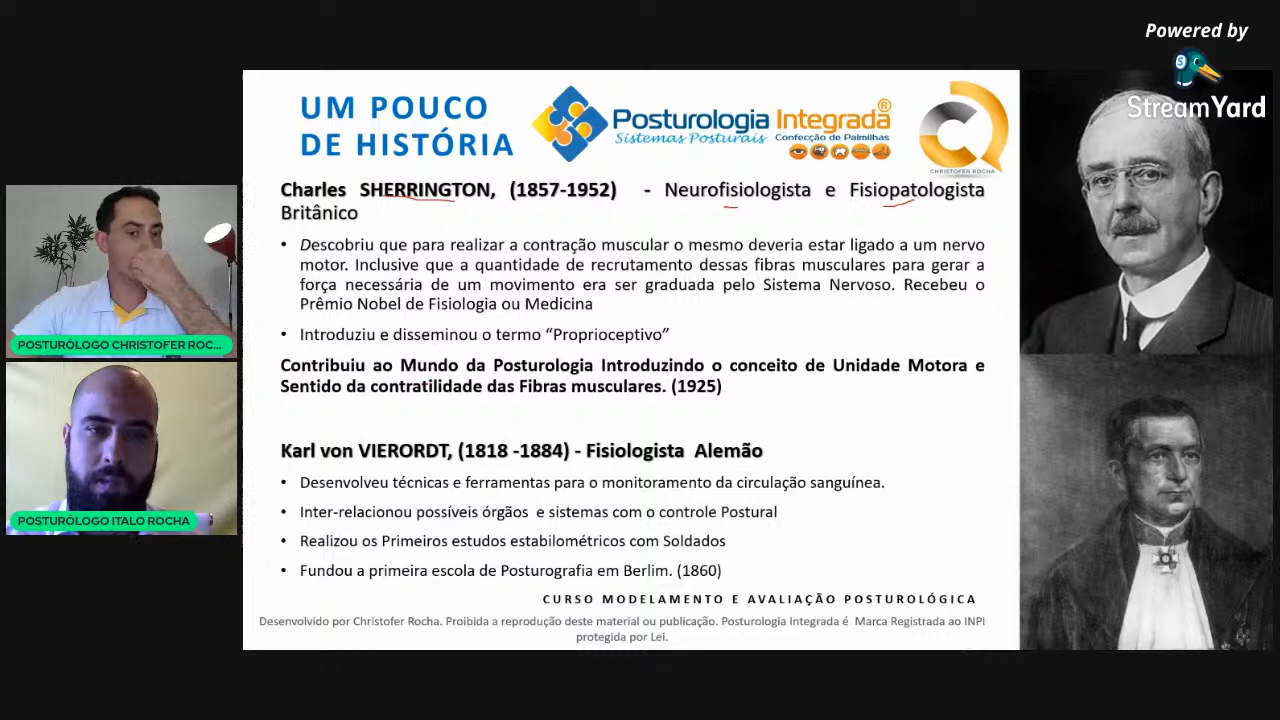 Powered by
StreamYard
UM POUCO
DE HISTÓRIA
Posturologia Integrada®
Sistemas Posturais
Confecção de Palmilhas
CHRISTOFER ROCHA
Charles SHERRINGTON, (1857-1952) - Neurofisiologista e Fisiopatologista
Britânico
• Descobriu que para realizar a contração muscular o mesmo deveria estar ligado a um nervo
motor. Inclusive que a quantidade de recrutamento dessas fibras musculares para gerar a
força necessária de um movimento era ser graduada pelo Sistema Nervoso. Recebeu o
Prêmio Nobel de Fisiologia ou Medicina
• Introduziu e disseminou o termo “Proprioceptivo”
Contribuiu ao Mundo da Posturologia Introduzindo o conceito de Unidade Motora e
Sentido da contratilidade das Fibras musculares. (1925)
Karl von VIERORDT, (1818 -1884) - Fisiologista Alemão
• Desenvolveu técnicas e ferramentas para o monitoramento da circulação sanguínea.
• Inter-relacionou possíveis órgãos e sistemas com o controle Postural
• Realizou os Primeiros estudos estabilométricos com Soldados
• Fundou a primeira escola de Posturografia em Berlim. (1860)
CURSO MODELAMENTO E AVALIAÇÃO POSTUROLÓGICA
Desenvolvido por Christofer Rocha. Proibida a reprodução deste material ou publicação. Posturologia Integrada é Marca Registrada ao INPI
protegida por Lei.
POSTURÓLOGO CHRISTOFER ROC...
POSTURÓLOGO ITALO ROCHA